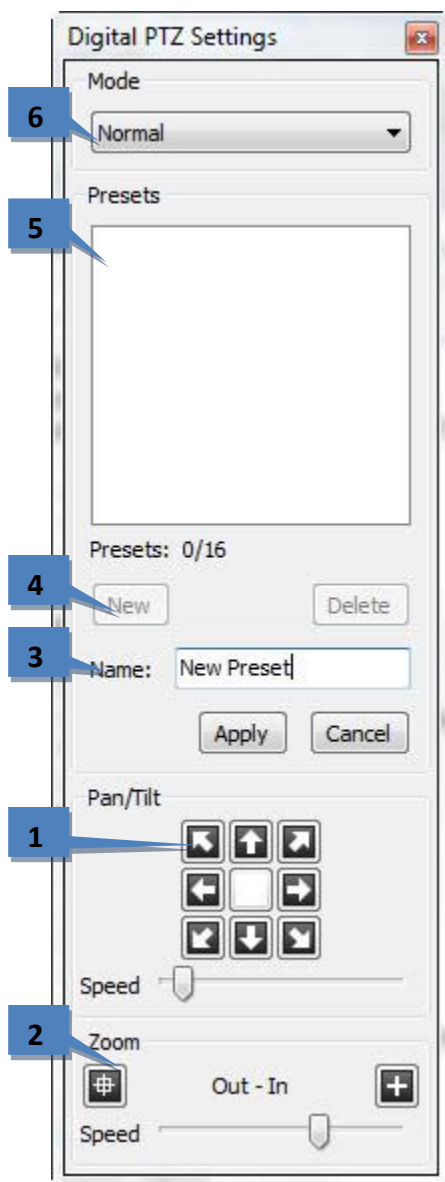 Digital PTZ Settings
Mode
6
Normal
Presets
5
Presets: 0/16
4
New Delete
3
Name: New Preset
Apply Cancel
Pan/Tilt
1
Speed
2
Zoom
Out - In
Speed